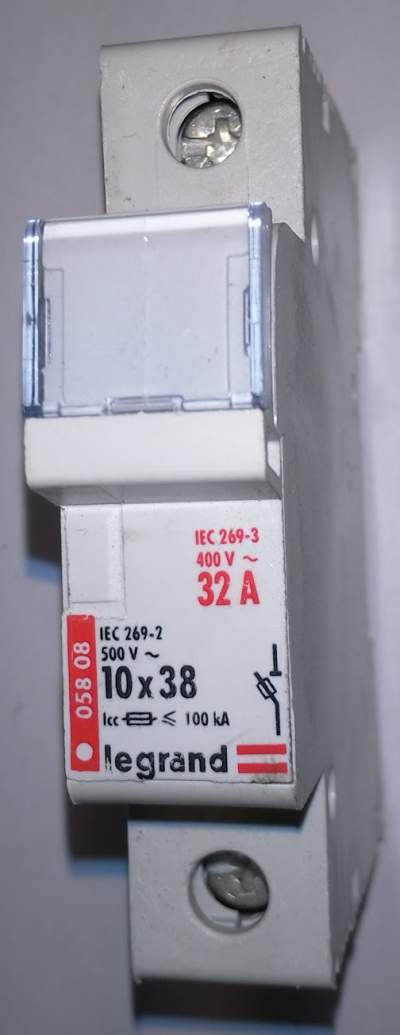 IEC 269-3
400 V ~
32 A
058 08
IEC 269-2
500 V ~
10 x 38
Icc ≤ 100 kA
legrand